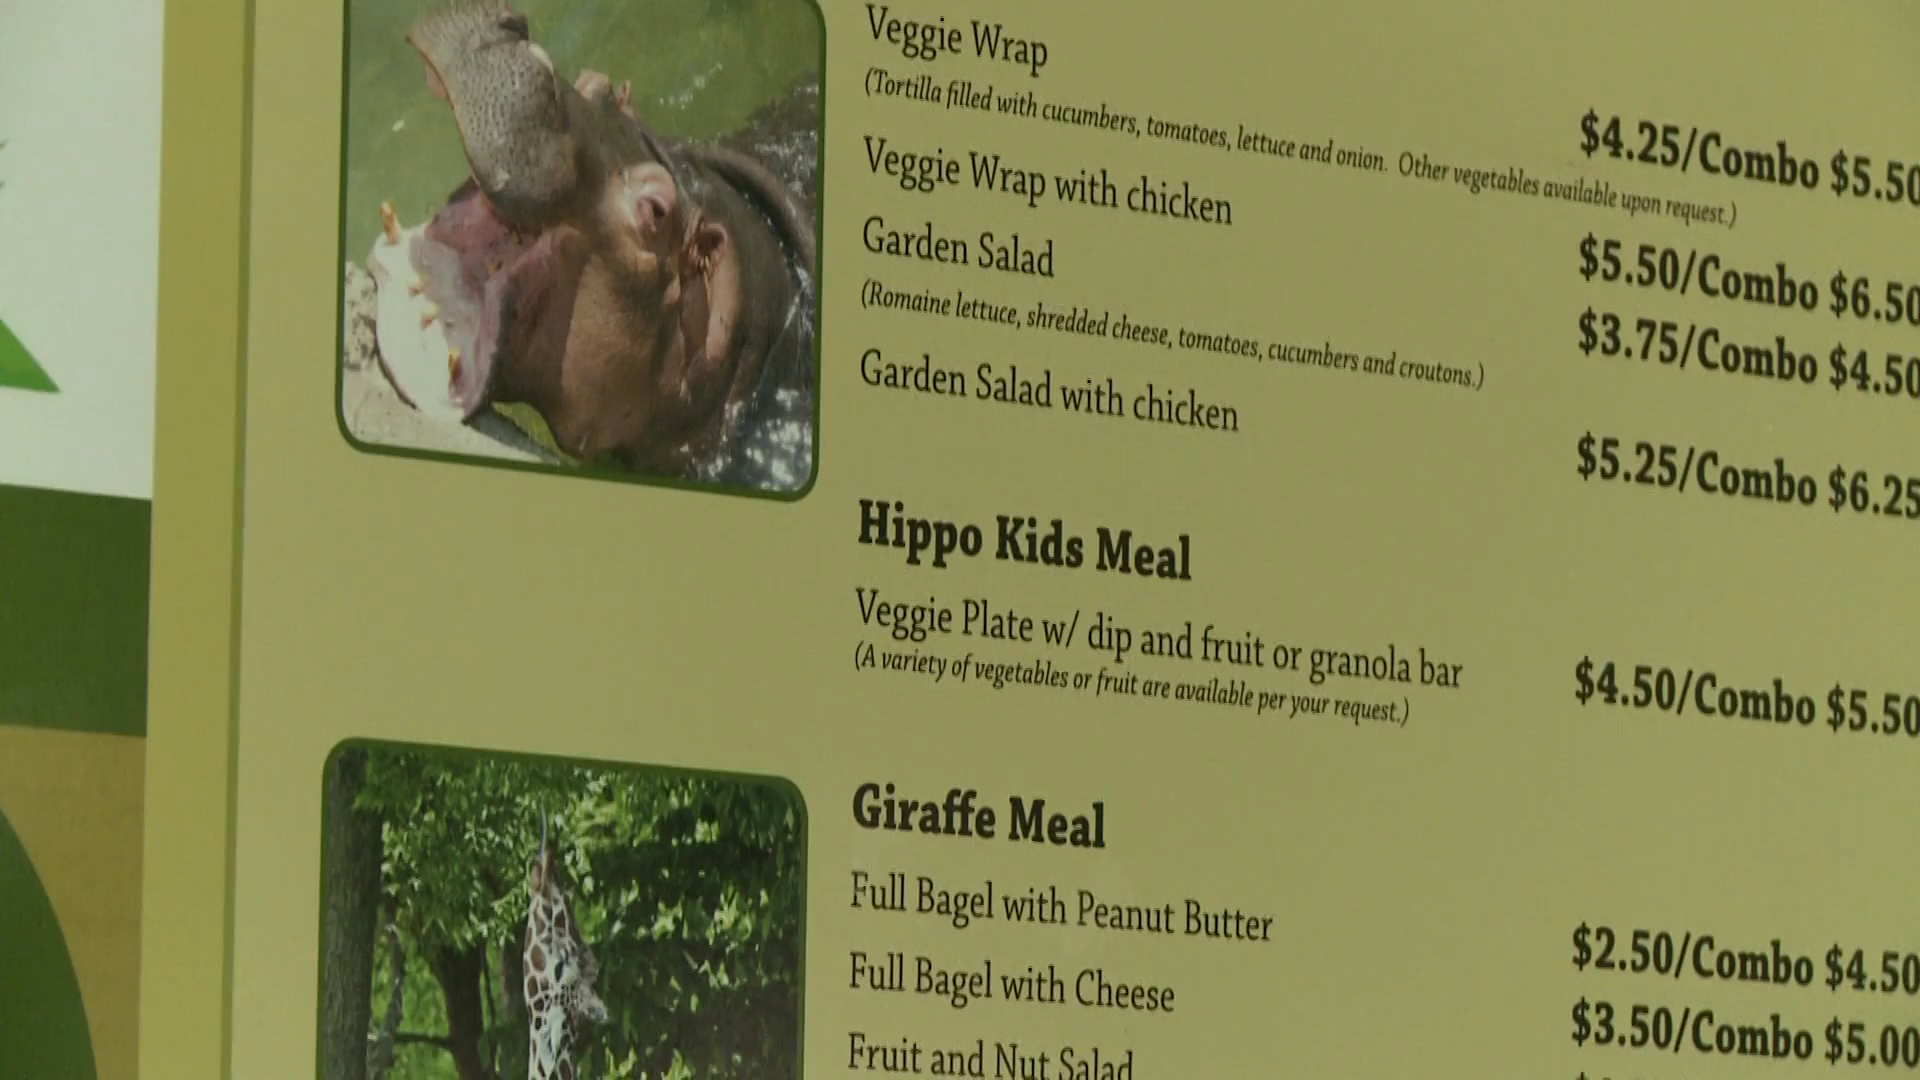 Veggie Wrap $4.25/Combo $5.50
(Tortilla filled with cucumbers, tomatoes, lettuce and onion. Other vegetables available upon request.)
Veggie Wrap with chicken $5.50/Combo $6.50
Garden Salad $3.75/Combo $4.50
(Romaine lettuce, shredded cheese, tomatoes, cucumbers and croutons.)
Garden Salad with chicken $5.25/Combo $6.25
Hippo Kids Meal
Veggie Plate w/ dip and fruit or granola bar $4.50/Combo $5.50
(A variety of vegetables or fruit are available per your request.)
Giraffe Meal
Full Bagel with Peanut Butter $2.50/Combo $4.50
Full Bagel with Cheese $3.50/Combo $5.00
Fruit and Nut Salad